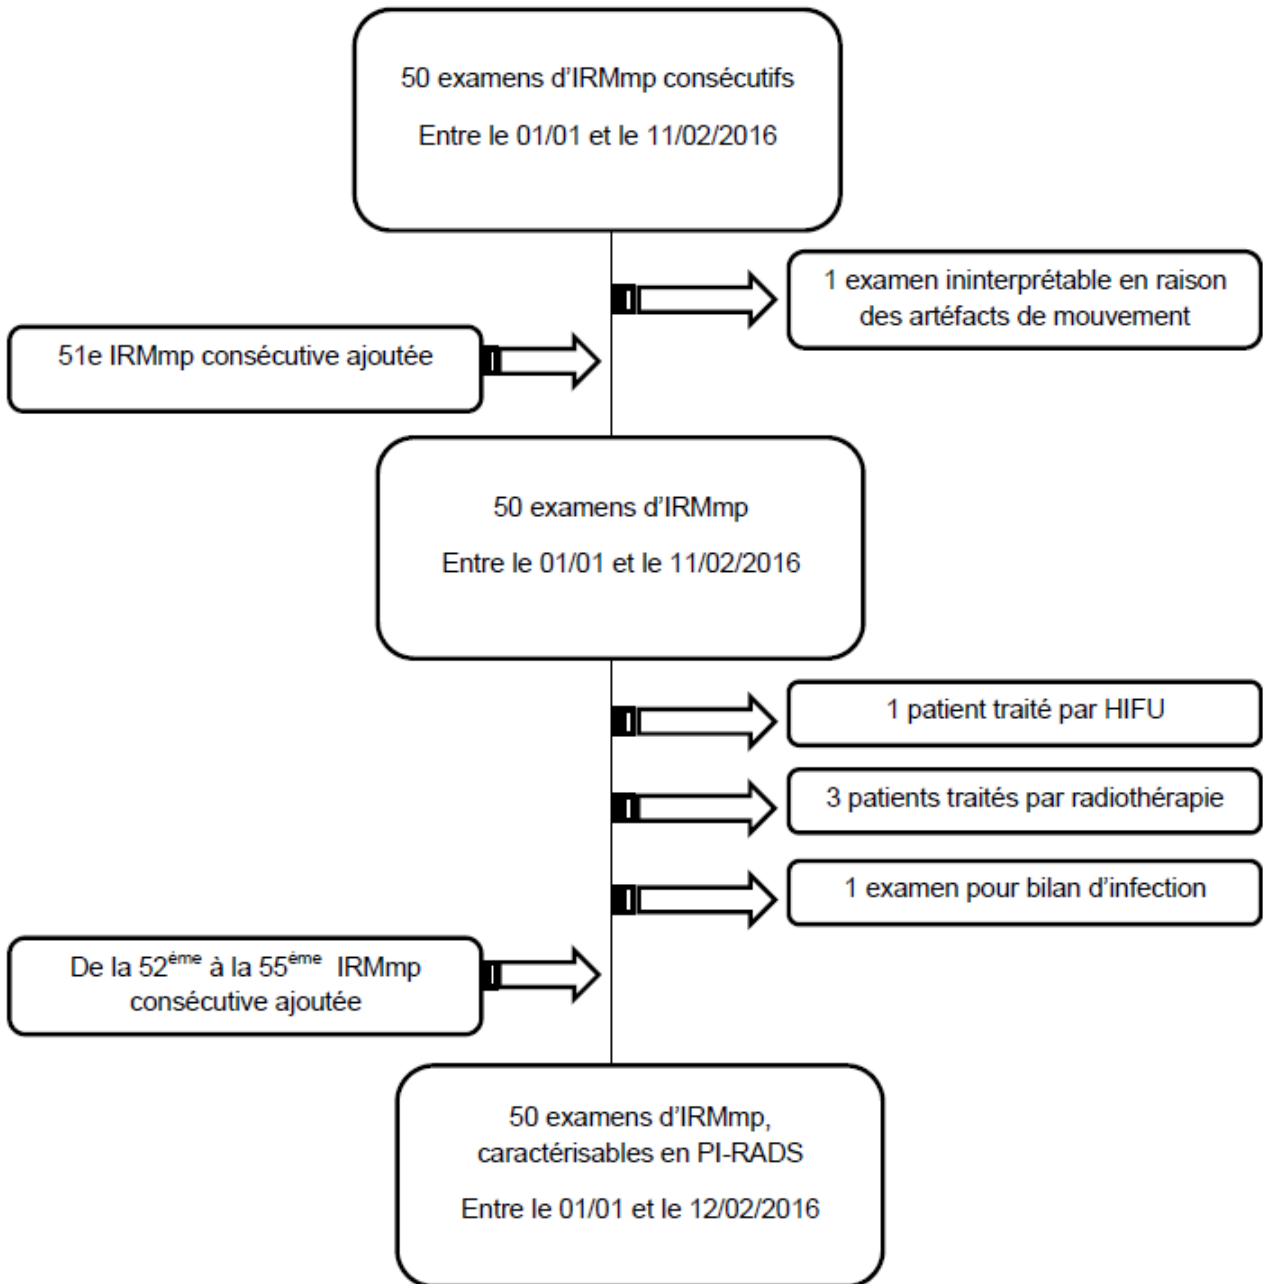 50 examens d’IRMmp consécutifs
Entre le 01/01 et le 11/02/2016
1 examen ininterprétable en raison
des artéfacts de mouvement
51e IRMmp consécutive ajoutée
50 examens d’IRMmp
Entre le 01/01 et le 11/02/2016
1 patient traité par HIFU
3 patients traités par radiothérapie
1 examen pour bilan d’infection
De la 52ème à la 55ème IRMmp
consécutive ajoutée
50 examens d’IRMmp,
caractérisables en PI-RADS
Entre le 01/01 et le 12/02/2016